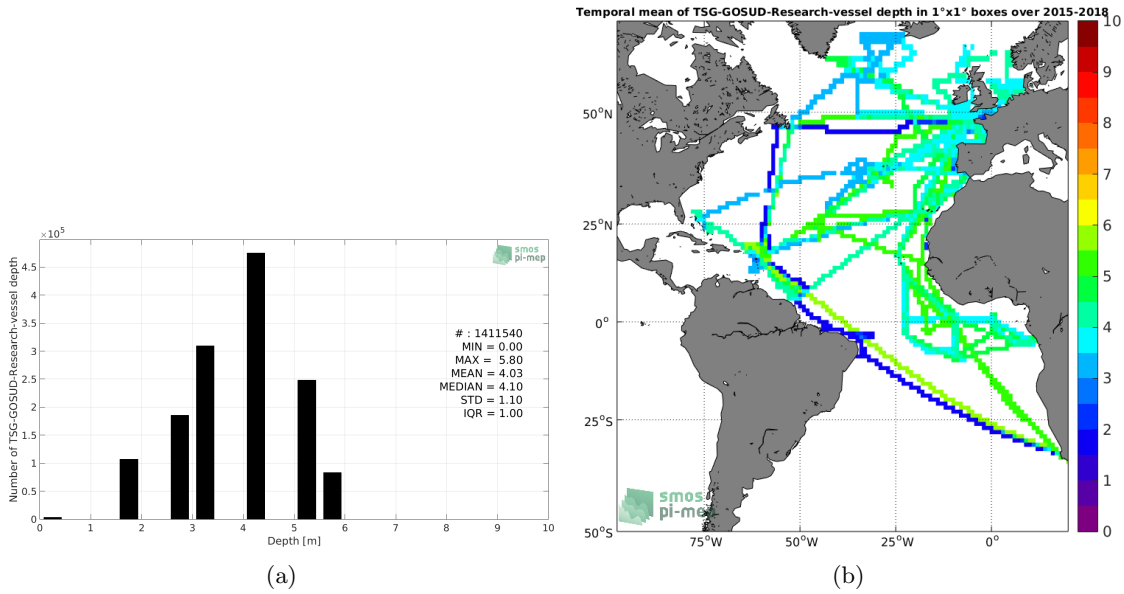 ×10⁵
4.5
4
3.5
3
2.5
2
1.5
1
0.5
0
0 1 2 3 4 5 6 7 8 9 10
Number of TSG-GOSUD-Research-vessel depth
Depth [m]
smos
pi-mep
# : 1411540
MIN = 0.00
MAX = 5.80
MEAN = 4.03
MEDIAN = 4.10
STD = 1.10
IQR = 1.00
(a)
Temporal mean of TSG-GOSUD-Research-vessel depth in 1°x1° boxes over 2015-2018
50°N
25°N
0°
25°S
50°S
75°W 50°W 25°W 0°
smos
pi-mep
10
9
8
7
6
5
4
3
2
1
0
(b)